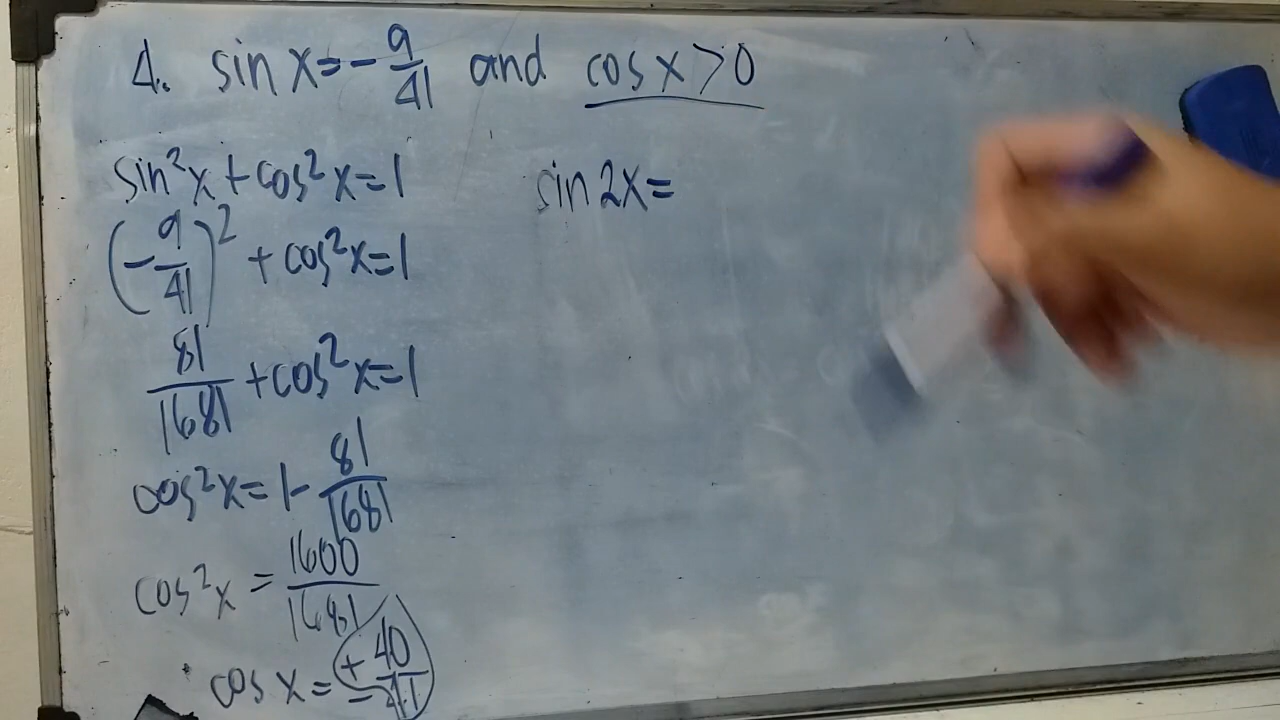 4. sin x = - 9/41 and cos x > 0
sin²x + cos²x = 1
(- 9/41)² + cos²x = 1
81/1681 + cos²x = 1
cos²x = 1 - 81/1681
cos²x = 1600/1681
cos x = ± 40/41
sin 2x =